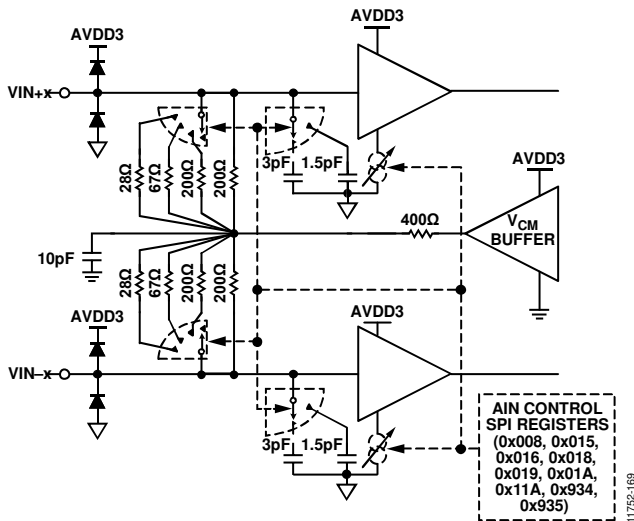 AVDD3
AVDD3
VIN+x
AVDD3
3pF 1.5pF
28Ω
67Ω
200Ω
200Ω
400Ω
VCM
BUFFER
10pF
28Ω
67Ω
200Ω
200Ω
AVDD3
AVDD3
VIN–x
3pF 1.5pF
AIN CONTROL
SPI REGISTERS
(0x008, 0x015,
0x016, 0x018,
0x019, 0x01A,
0x11A, 0x934,
0x935)
11752-169